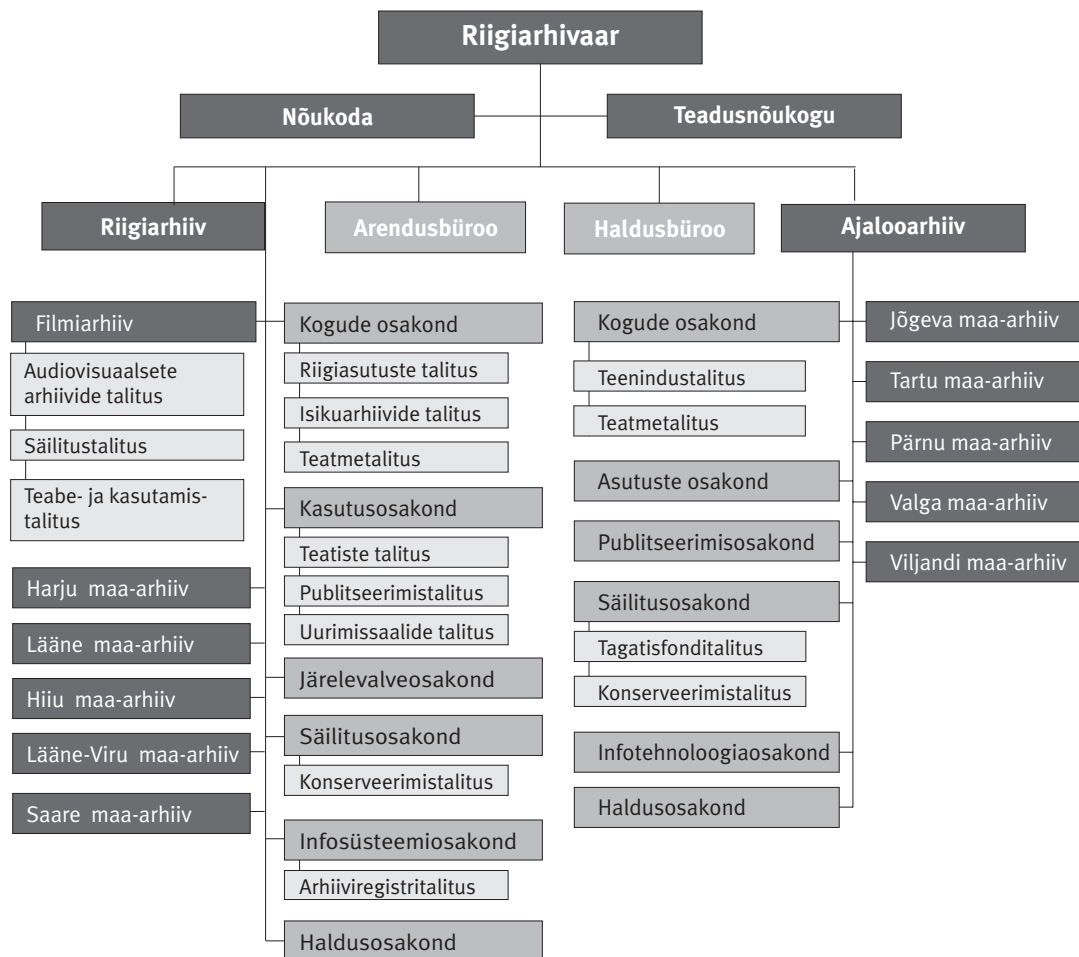 Riigiarhivaar
Nõukoda
Teadusnõukogu
Riigiarhiiv
Arendusbüroo
Haldusbüroo
Ajalooarhiiv
Filmiarhiiv
Audiovisuaalsete
arhiivide talitus
Säilitustalitus
Teabe- ja kasutamis-
talitus
Harju maa-arhiiv
Lääne maa-arhiiv
Hiiu maa-arhiiv
Lääne-Viru maa-arhiiv
Saare maa-arhiiv
Kogude osakond
Riigiasutuste talitus
Isikuarhiivide talitus
Teatmetalitus
Kasutusosakond
Teatiste talitus
Publitseerimistalitus
Uurimissaalide talitus
Järelevalveosakond
Säilitusosakond
Konserveerimistalitus
Infosüsteemiosakond
Arhiiviregistritalitus
Haldusosakond
Kogude osakond
Teenindustalitus
Teatmetalitus
Asutuste osakond
Publitseerimisosakond
Säilitusosakond
Tagatisfonditalitus
Konserveerimistalitus
Infotehnoloogiaosakond
Haldusosakond
Jõgeva maa-arhiiv
Tartu maa-arhiiv
Pärnu maa-arhiiv
Valga maa-arhiiv
Viljandi maa-arhiiv